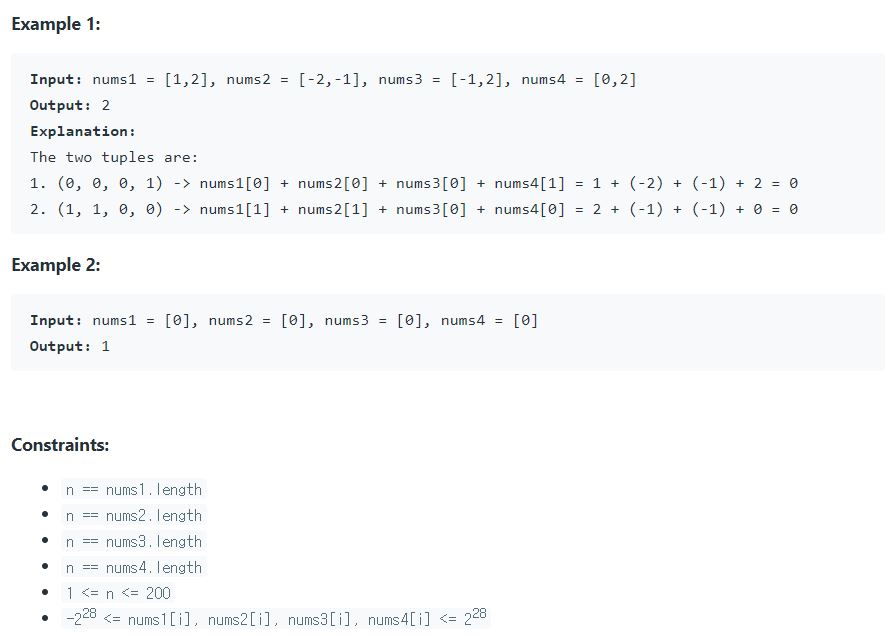 Example 1:
Input: nums1 = [1,2], nums2 = [-2,-1], nums3 = [-1,2], nums4 = [0,2]
Output: 2
Explanation:
The two tuples are:
1. (0, 0, 0, 1) -> nums1[0] + nums2[0] + nums3[0] + nums4[1] = 1 + (-2) + (-1) + 2 = 0
2. (1, 1, 0, 0) -> nums1[1] + nums2[1] + nums3[0] + nums4[0] = 2 + (-1) + (-1) + 0 = 0
Example 2:
Input: nums1 = [0], nums2 = [0], nums3 = [0], nums4 = [0]
Output: 1
Constraints:
• n == nums1.length
• n == nums2.length
• n == nums3.length
• n == nums4.length
• 1 <= n <= 200
• -2²⁸ <= nums1[i], nums2[i], nums3[i], nums4[i] <= 2²⁸